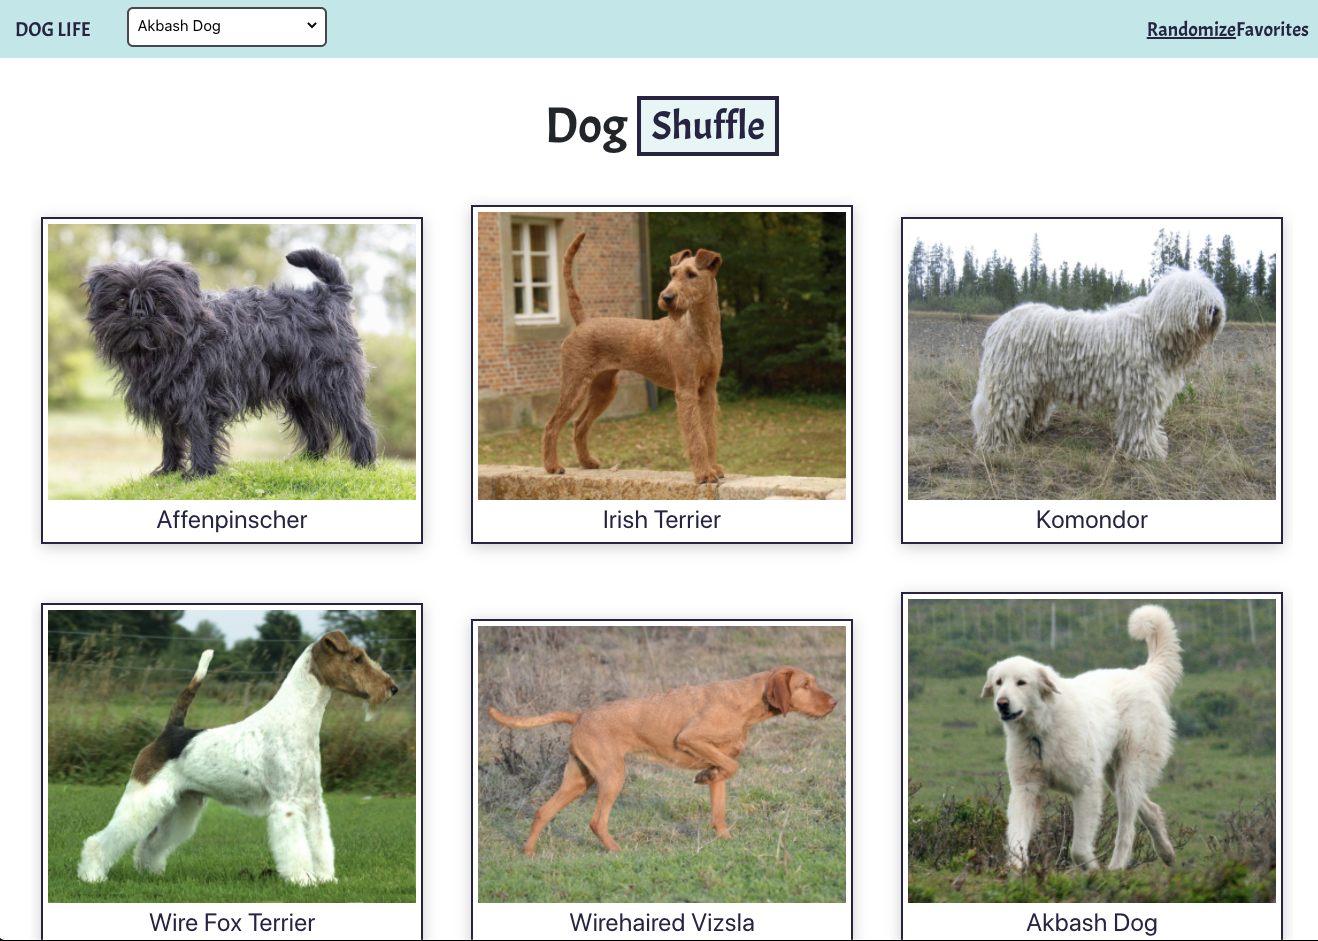 DOG LIFE Akbash Dog RandomizeFavorites
Dog Shuffle
Affenpinscher Irish Terrier Komondor
Wire Fox Terrier Wirehaired Vizsla Akbash Dog